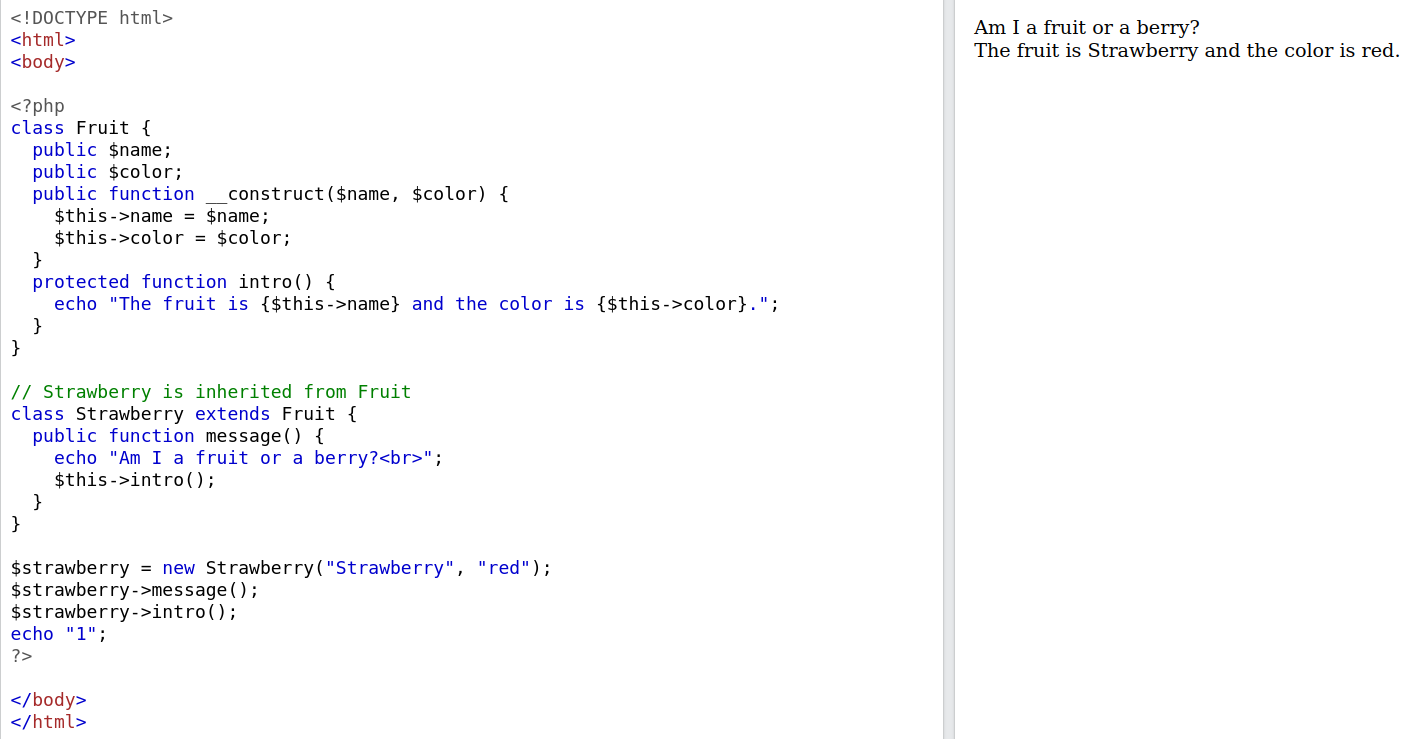 <!DOCTYPE html>
<html>
<body>

<?php
class Fruit {
  public $name;
  public $color;
  public function __construct($name, $color) {
    $this->name = $name;
    $this->color = $color;
  }
  protected function intro() {
    echo "The fruit is {$this->name} and the color is {$this->color}.";
  }
}

// Strawberry is inherited from Fruit
class Strawberry extends Fruit {
  public function message() {
    echo "Am I a fruit or a berry?<br>";
    $this->intro();
  }
}

$strawberry = new Strawberry("Strawberry", "red");
$strawberry->message();
$strawberry->intro();
echo "1";
?>

</body>
</html>
Am I a fruit or a berry?
The fruit is Strawberry and the color is red.